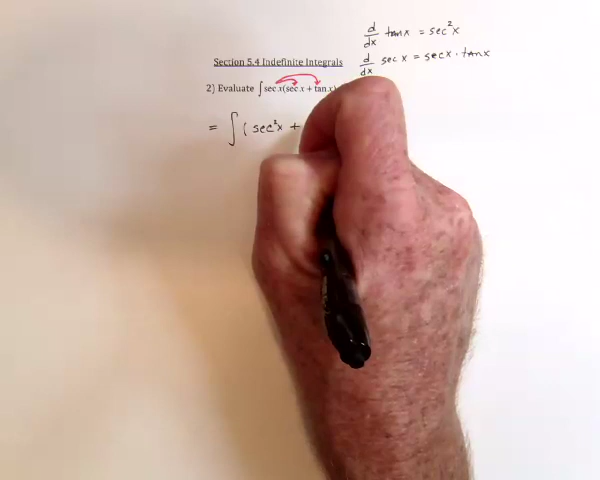 d/dx tan x = sec²x
d/dx sec x = sec x · tan x
Section 5.4 Indefinite Integrals
2) Evaluate ∫ sec x(sec x + tan x)
= ∫ ( sec²x +